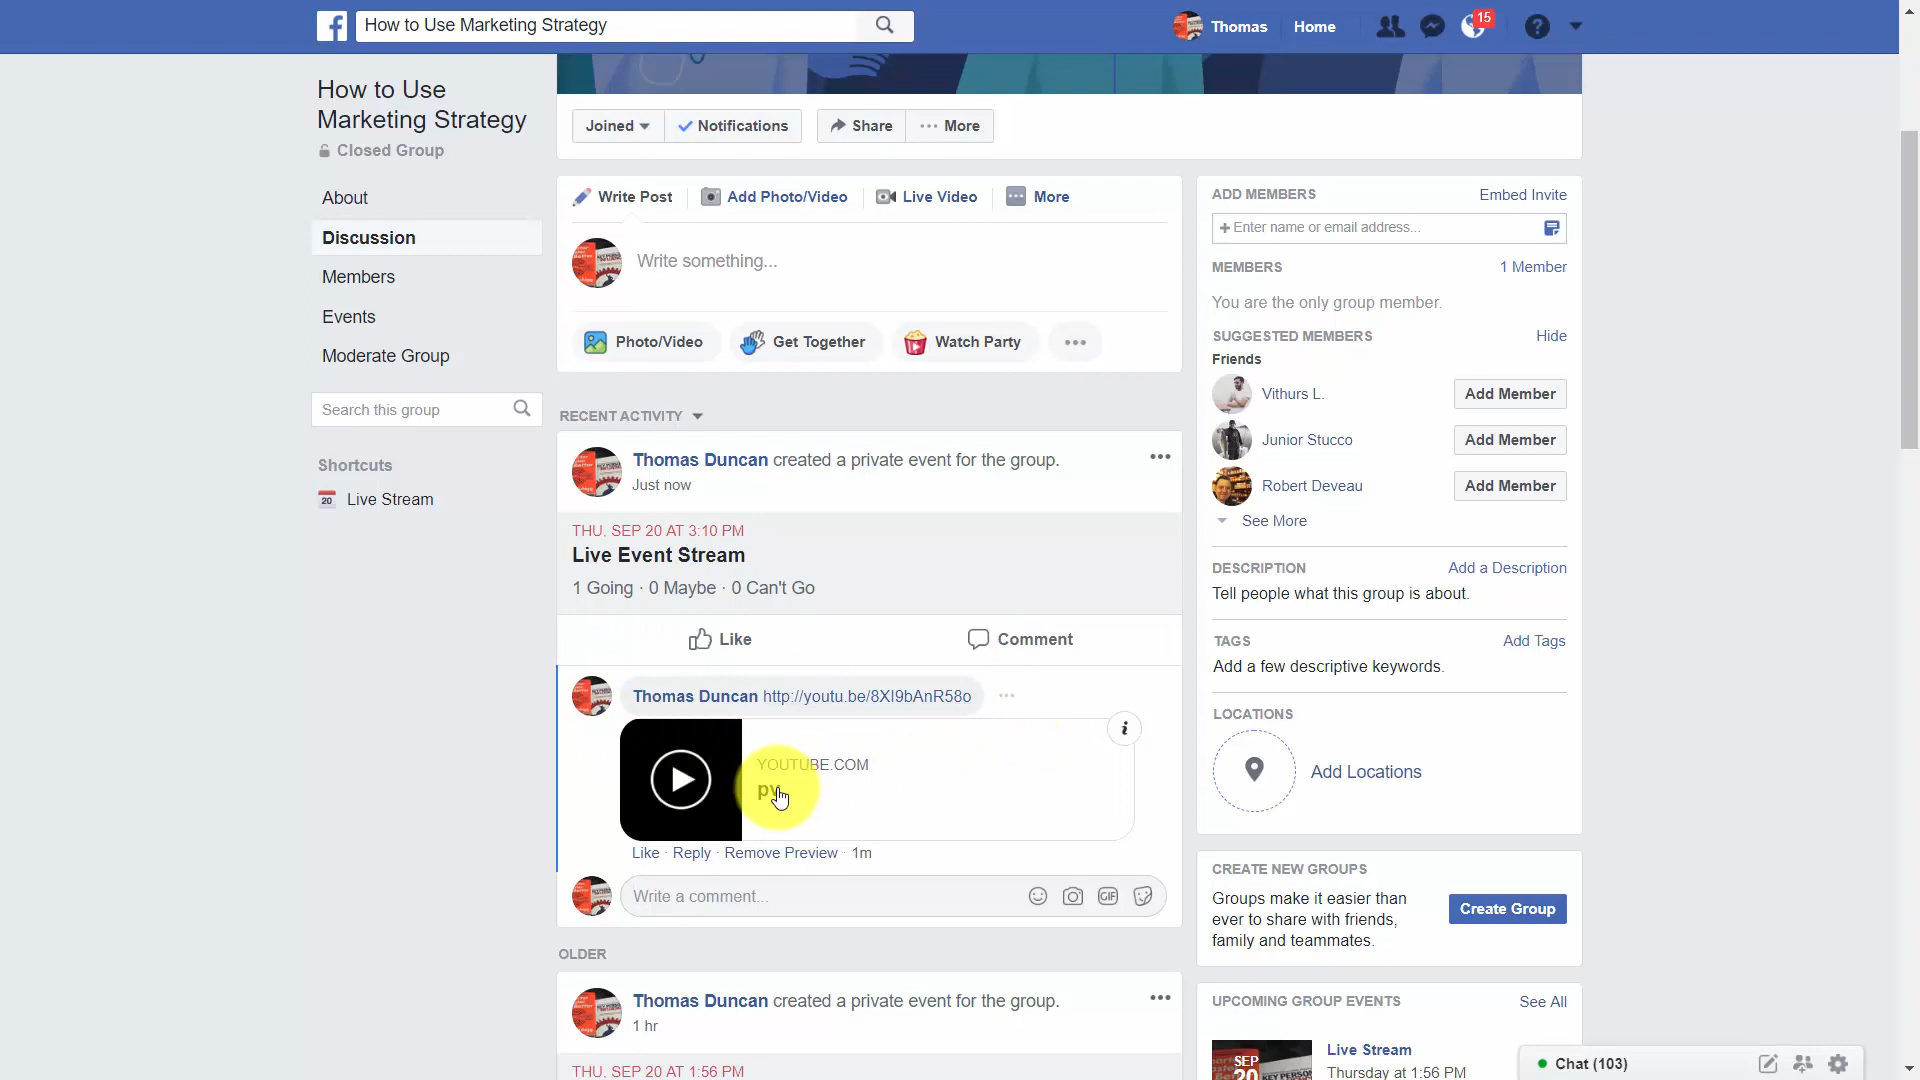 How to Use Marketing Strategy
Thomas
Home
15
How to Use
Marketing Strategy
Closed Group
About
Discussion
Members
Events
Moderate Group
Search this group
Shortcuts
20 Live Stream
Joined
Notifications
Share
More
Write Post
Add Photo/Video
Live Video
More
Write something...
Photo/Video
Get Together
Watch Party
RECENT ACTIVITY
Thomas Duncan created a private event for the group.
Just now
THU, SEP 20 AT 3:10 PM
Live Event Stream
1 Going · 0 Maybe · 0 Can't Go
Like
Comment
Thomas Duncan http://youtu.be/8XI9bAnR58o
YOUTUBE.COM
Like · Reply · Remove Preview · 1m
Write a comment...
GIF
OLDER
Thomas Duncan created a private event for the group.
1 hr
THU, SEP 20 AT 1:56 PM
ADD MEMBERS
Embed Invite
+ Enter name or email address...
MEMBERS
1 Member
You are the only group member.
SUGGESTED MEMBERS
Hide
Friends
Vithurs L.
Add Member
Junior Stucco
Add Member
Robert Deveau
Add Member
See More
DESCRIPTION
Add a Description
Tell people what this group is about.
TAGS
Add Tags
Add a few descriptive keywords.
LOCATIONS
Add Locations
CREATE NEW GROUPS
Groups make it easier than
ever to share with friends,
family and teammates.
Create Group
UPCOMING GROUP EVENTS
See All
SEP
20
Live Stream
Thursday at 1:56 PM
Chat (103)